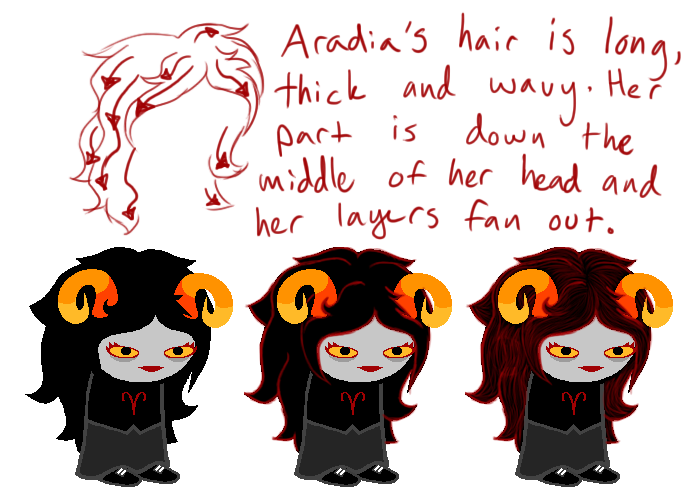 Aradia's hair is long,
thick and wavy. Her
part is down the
middle of her head and
her layers fan out.